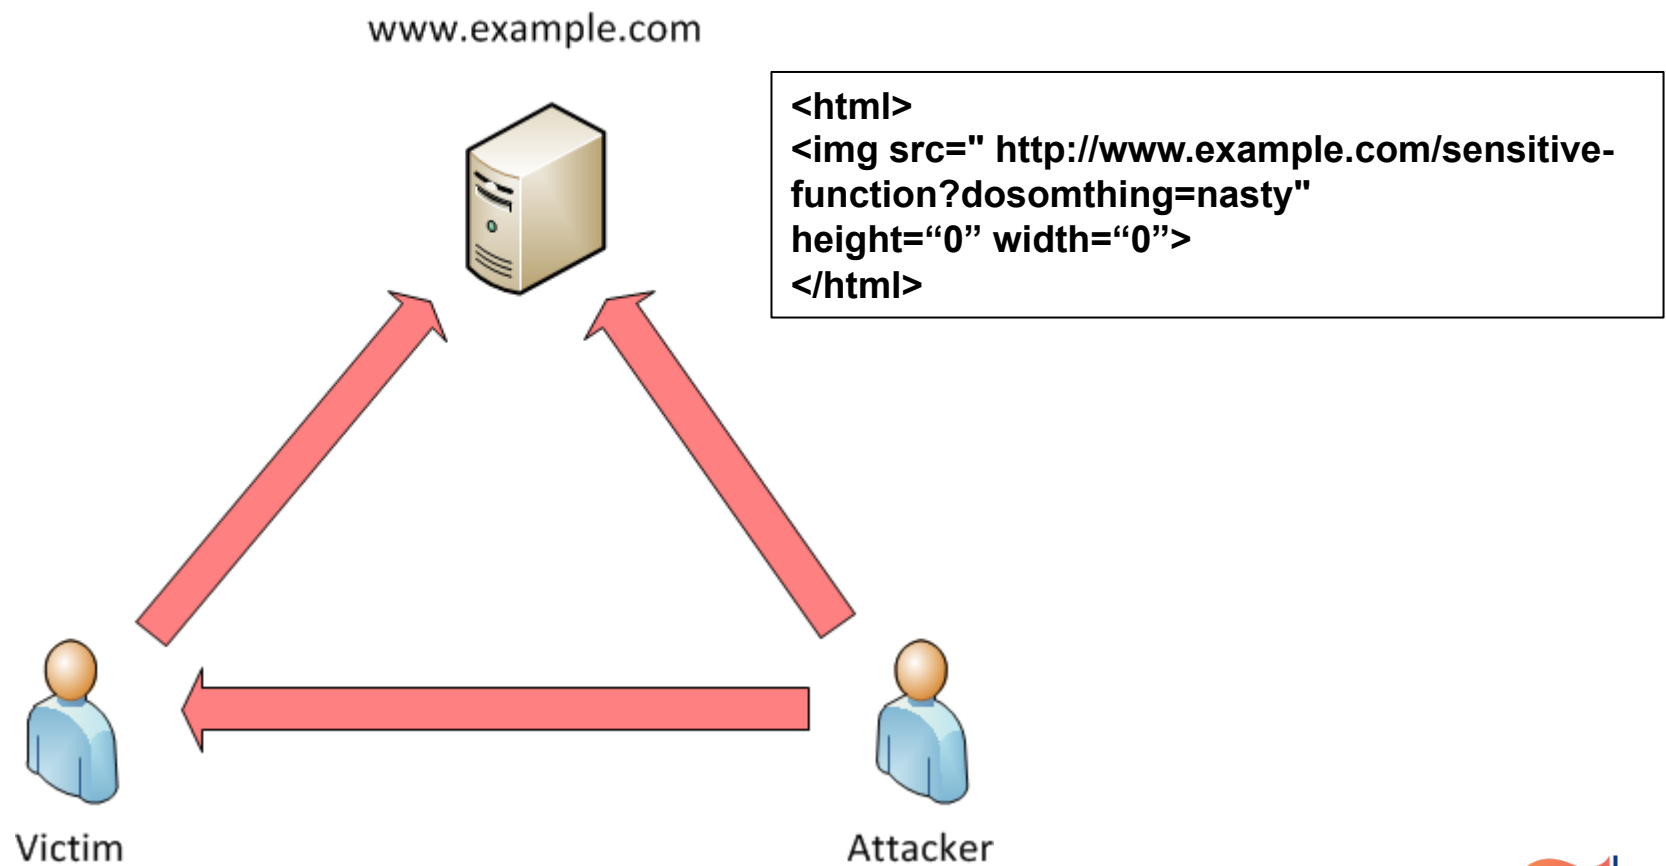 www.example.com
<html>
<img src=" http://www.example.com/sensitive-
function?dosomthing=nasty"
height=“0” width=“0”>
</html>
Victim
Attacker